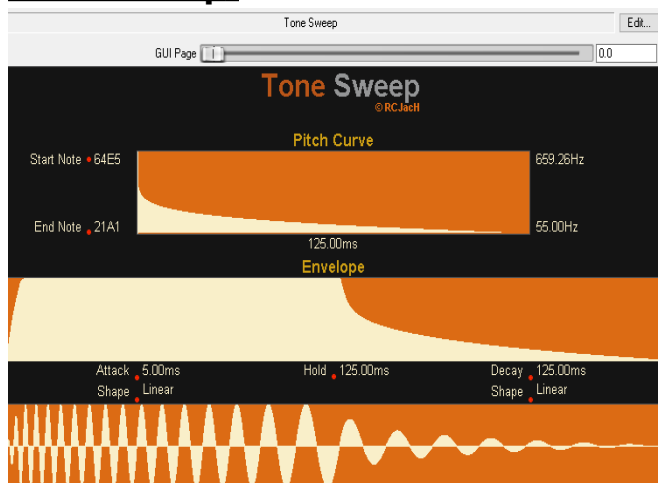 Tone Sweep
Edit...
GUI Page
0.0
Tone Sweep
© RCJacH
Pitch Curve
Start Note 64E5
659.26Hz
End Note 21A1
55.00Hz
125.00ms
Envelope
Attack 5.00ms
Hold 125.00ms
Decay 125.00ms
Shape Linear
Shape Linear